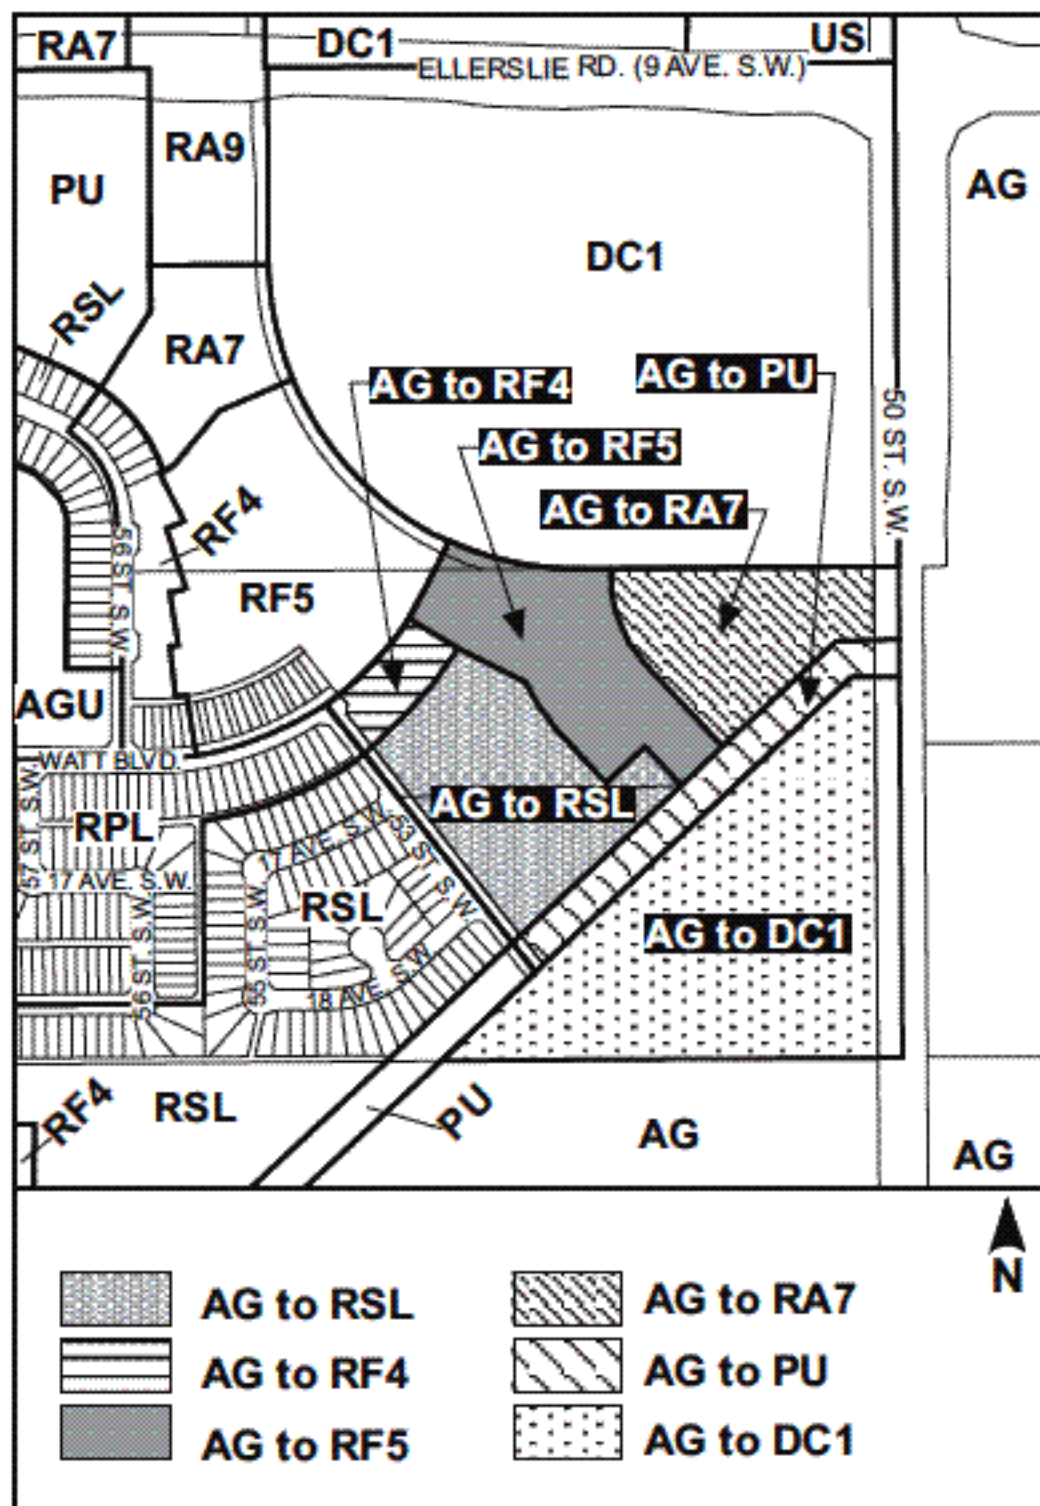 RA7
DC1
US
ELLERSLIE RD. (9 AVE. S.W.)
RA9
PU
AG
DC1
RSL
RA7
AG to RF4
AG to PU
50 ST. S.W.
AG to RF5
AG to RA7
RF4
56 ST. S.W.
RF5
AGU
WATT BLVD.
57 ST. S.W.
RPL
AG to RSL
17 AVE. S.W.
53 ST. S.W.
17 AVE. S.W.
RSL
56 ST. S.W.
55 ST. S.W.
18 AVE. S.W
AG to DC1
RF4
RSL
PU
AG
AG
N
AG to RSL
AG to RA7
AG to RF4
AG to PU
AG to RF5
AG to DC1